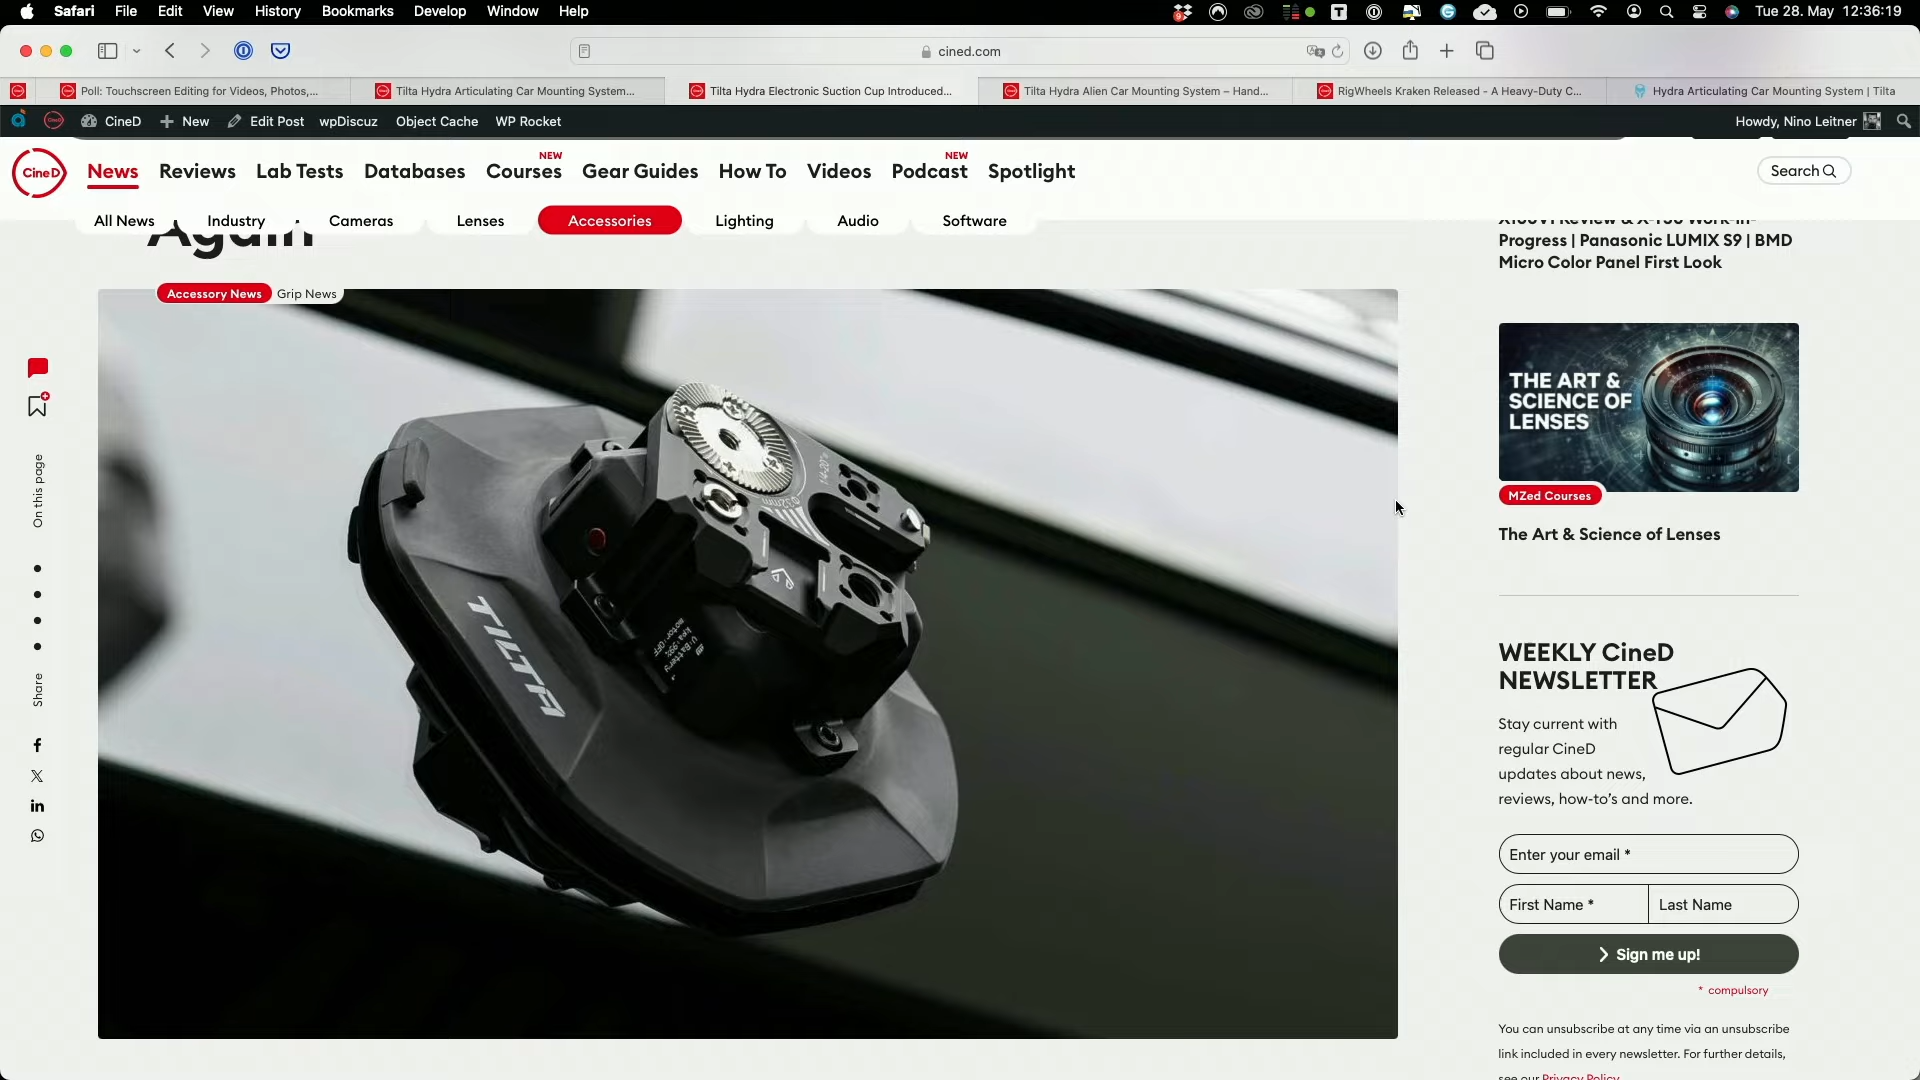 Safari File Edit View History Bookmarks Develop Window Help
Tue 28. May 12:36:19
cined.com
Poll: Touchscreen Editing for Videos, Photos,...
Tilta Hydra Articulating Car Mounting System...
Tilta Hydra Electronic Suction Cup Introduced...
Tilta Hydra Alien Car Mounting System – Hand...
RigWheels Kraken Released - A Heavy-Duty C...
Hydra Articulating Car Mounting System | Tilta
CineD New Edit Post wpDiscuz Object Cache WP Rocket
Howdy, Nino Leitner
CineD
News Reviews Lab Tests Databases Courses NEW Gear Guides How To Videos Podcast NEW Spotlight
Search
All News Industry Cameras Lenses Accessories Lighting Audio Software
Again
Accessory News Grip News
On this page
Share
TILTA
Progress | Panasonic LUMIX S9 | BMD
Micro Color Panel First Look
THE ART &
SCIENCE OF
LENSES
MZed Courses
The Art & Science of Lenses
WEEKLY CineD
NEWSLETTER
Stay current with
regular CineD
updates about news,
reviews, how-to's and more.
Enter your email *
First Name * Last Name
Sign me up!
* compulsory
You can unsubscribe at any time via an unsubscribe
link included in every newsletter. For further details,
see our Privacy Policy